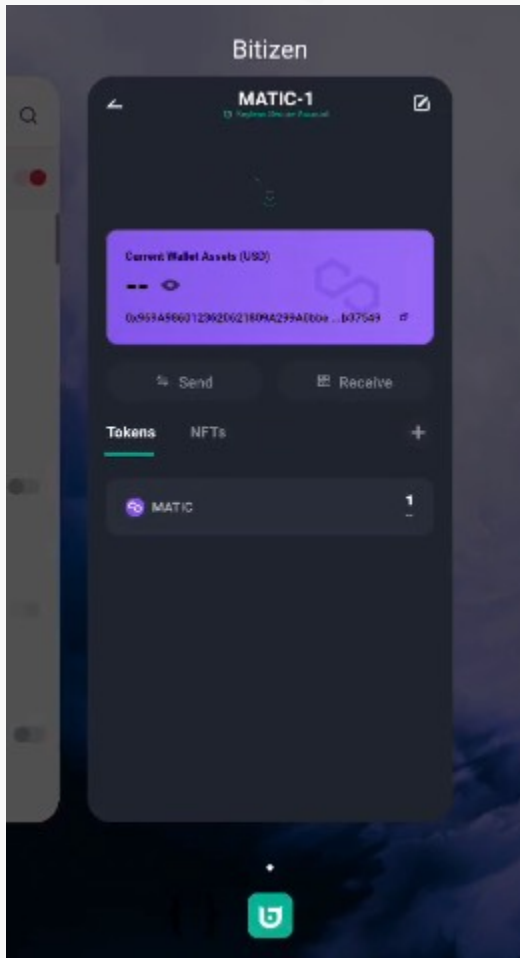 Bitizen
MATIC-1
Current Wallet Assets (USD)
--
Send
Receive
Tokens
NFTs
+
MATIC
1
--